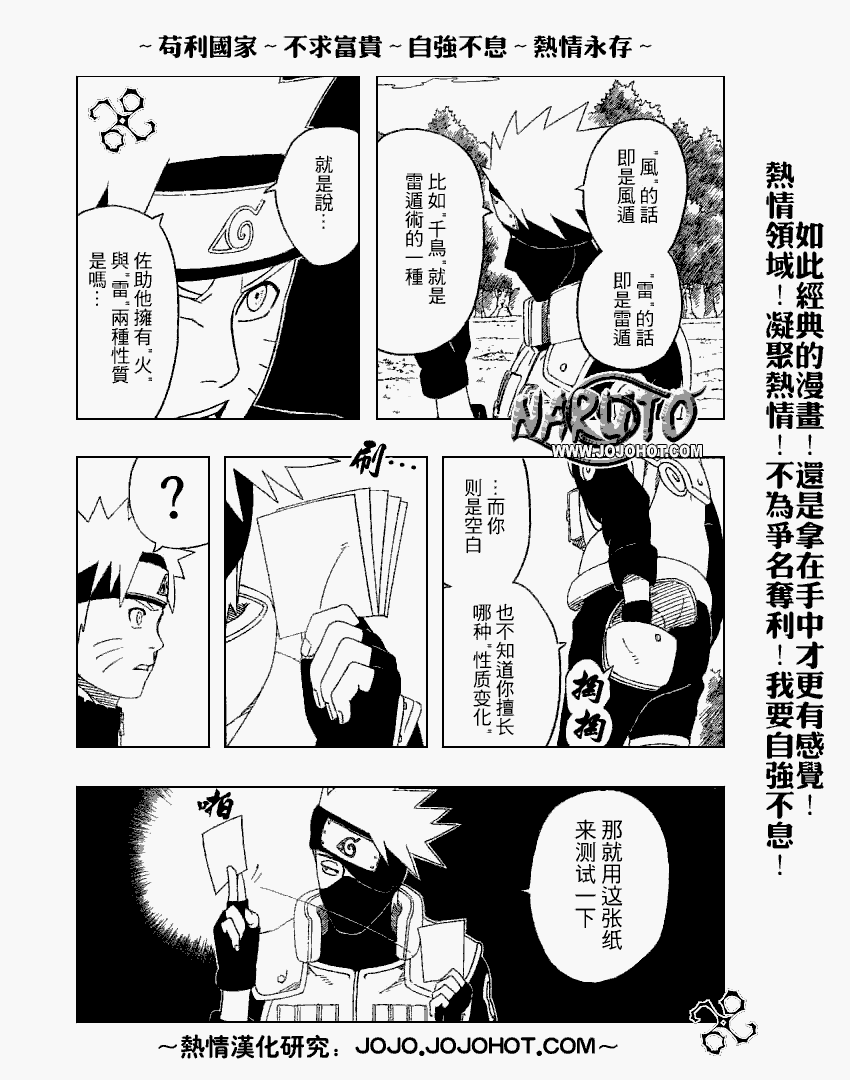 ~苟利國家~不求富貴~自強不息~熱情永存~
“風”的話
即是風遁
“雷”的話
即是雷遁
比如“千鳥”就是
雷遁術的一種
就是說…
佐助他擁有“火”
與“雷”兩種性質
是嗎…
NARUTO
WWW.JOJOHOT.COM
…而你
则是空白
也不知道你擅长
哪种“性质变化”
掏
掏
刷…
?
那就用这张纸
来测试一下
啪
如此經典的漫畫!還是拿在手中才更有感覺!
熱情領域!凝聚熱情!不為爭名奪利!我要自強不息!
~熱情漢化研究:JOJO.JOJOHOT.COM~